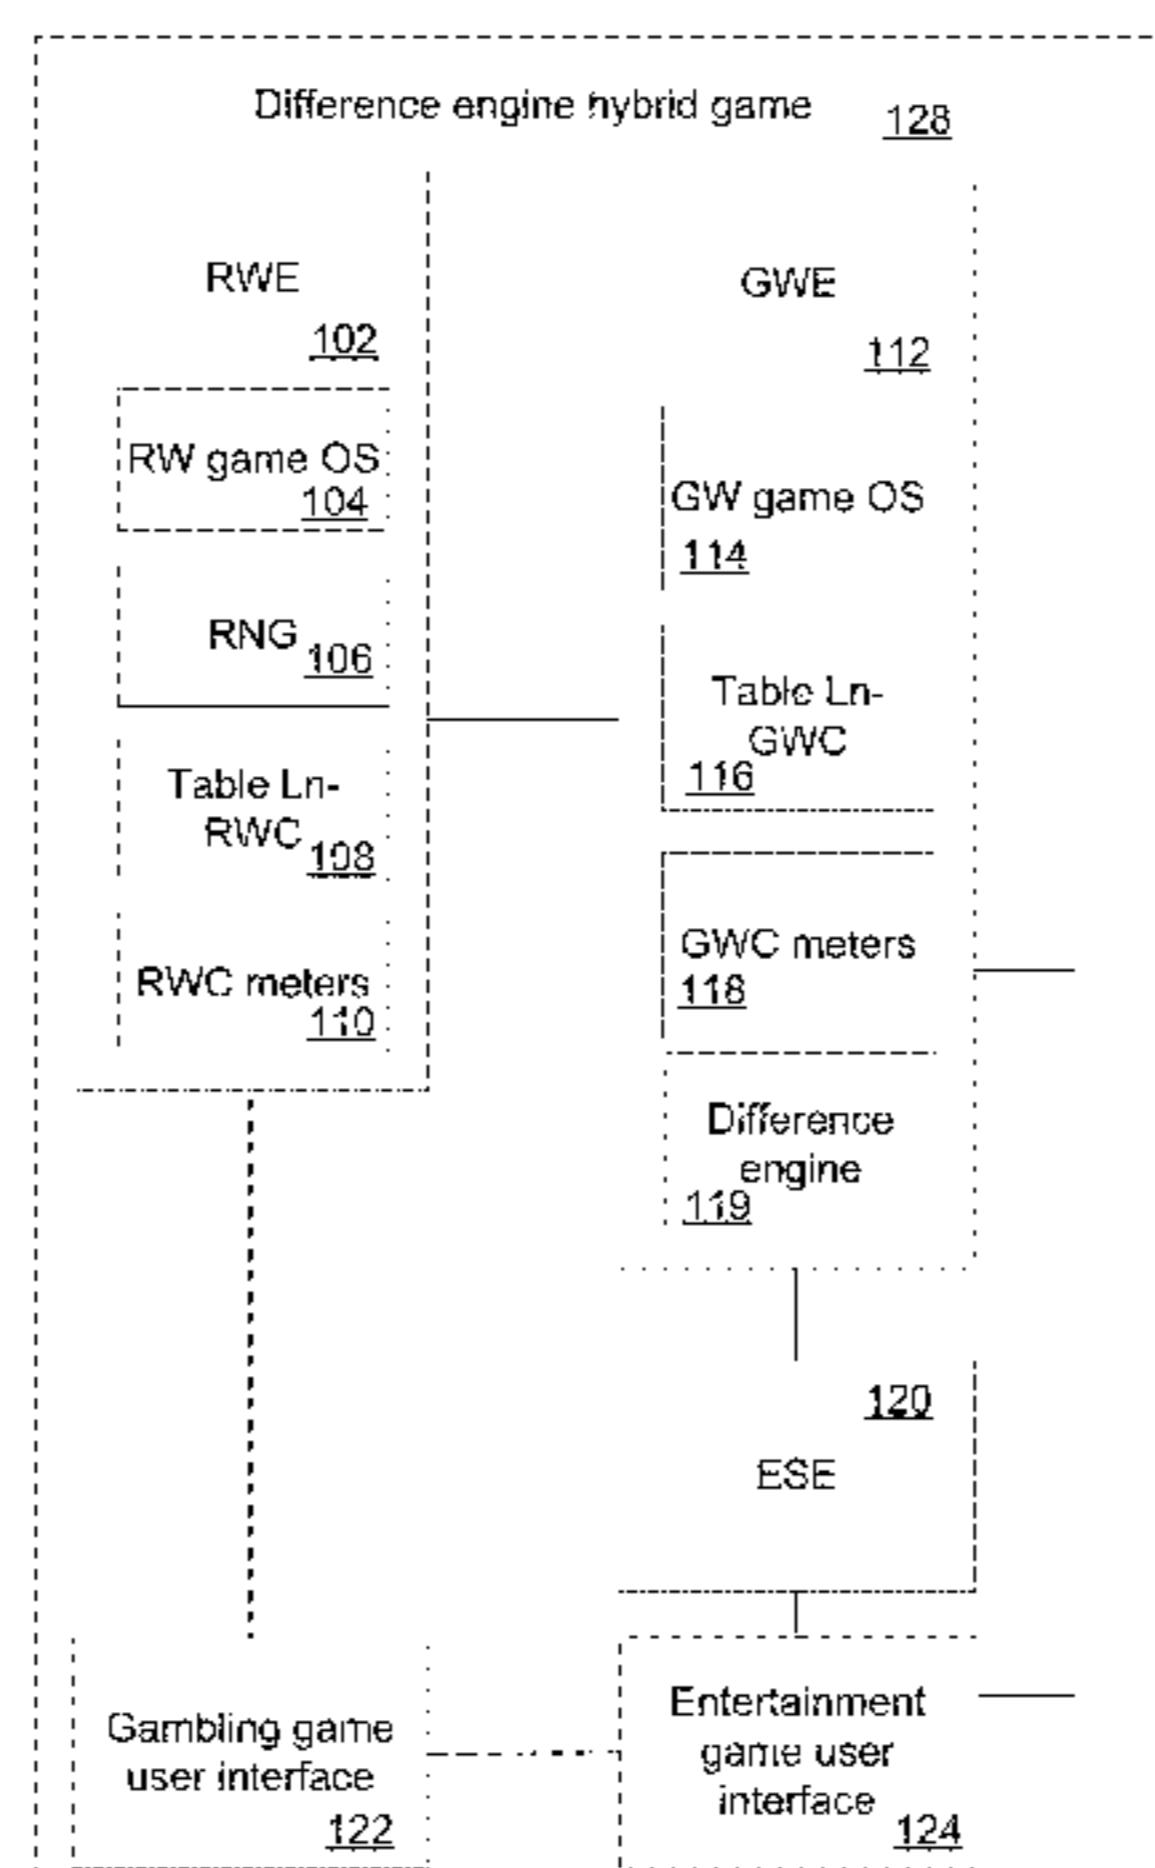 Difference engine hybrid game
128
RWE
102
RW game OS
104
RNG
106
Table Ln-
RWC
108
RWC meters
110
GWE
112
GW game OS
114
Table Ln-
GWC
116
GWC meters
118
Difference
engine
119
120
ESE
Gambling game
user interface
122
Entertainment
game user
interface
124